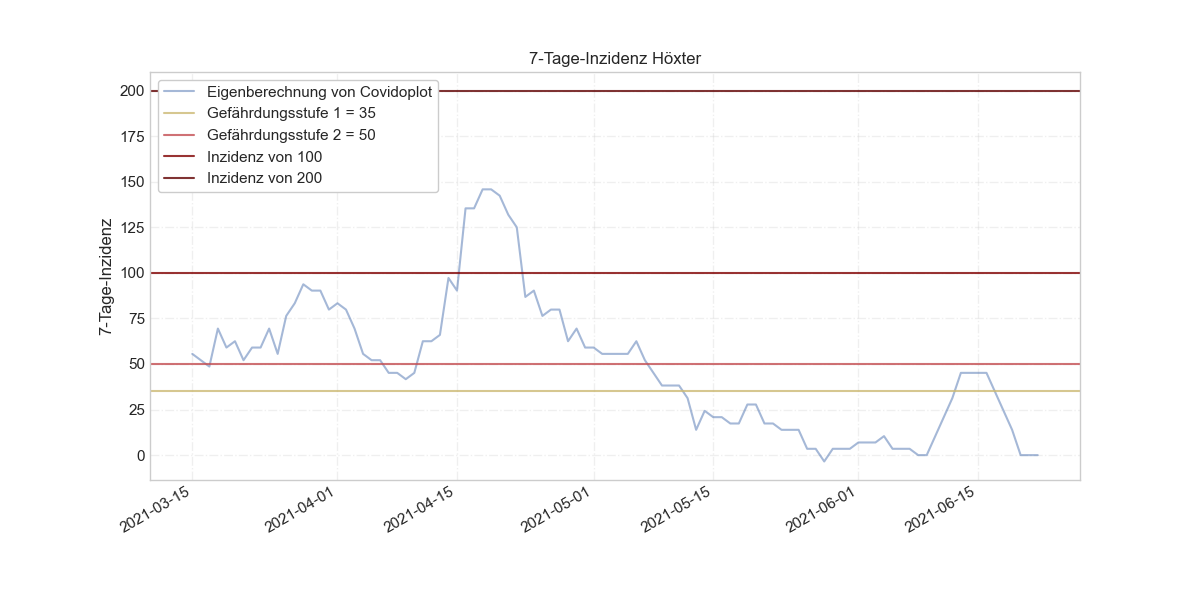 7-Tage-Inzidenz Höxter
Eigenberechnung von Covidoplot
Gefährdungsstufe 1 = 35
Gefährdungsstufe 2 = 50
Inzidenz von 100
Inzidenz von 200
7-Tage-Inzidenz
200
175
150
125
100
75
50
25
0
2021-03-15
2021-04-01
2021-04-15
2021-05-01
2021-05-15
2021-06-01
2021-06-15